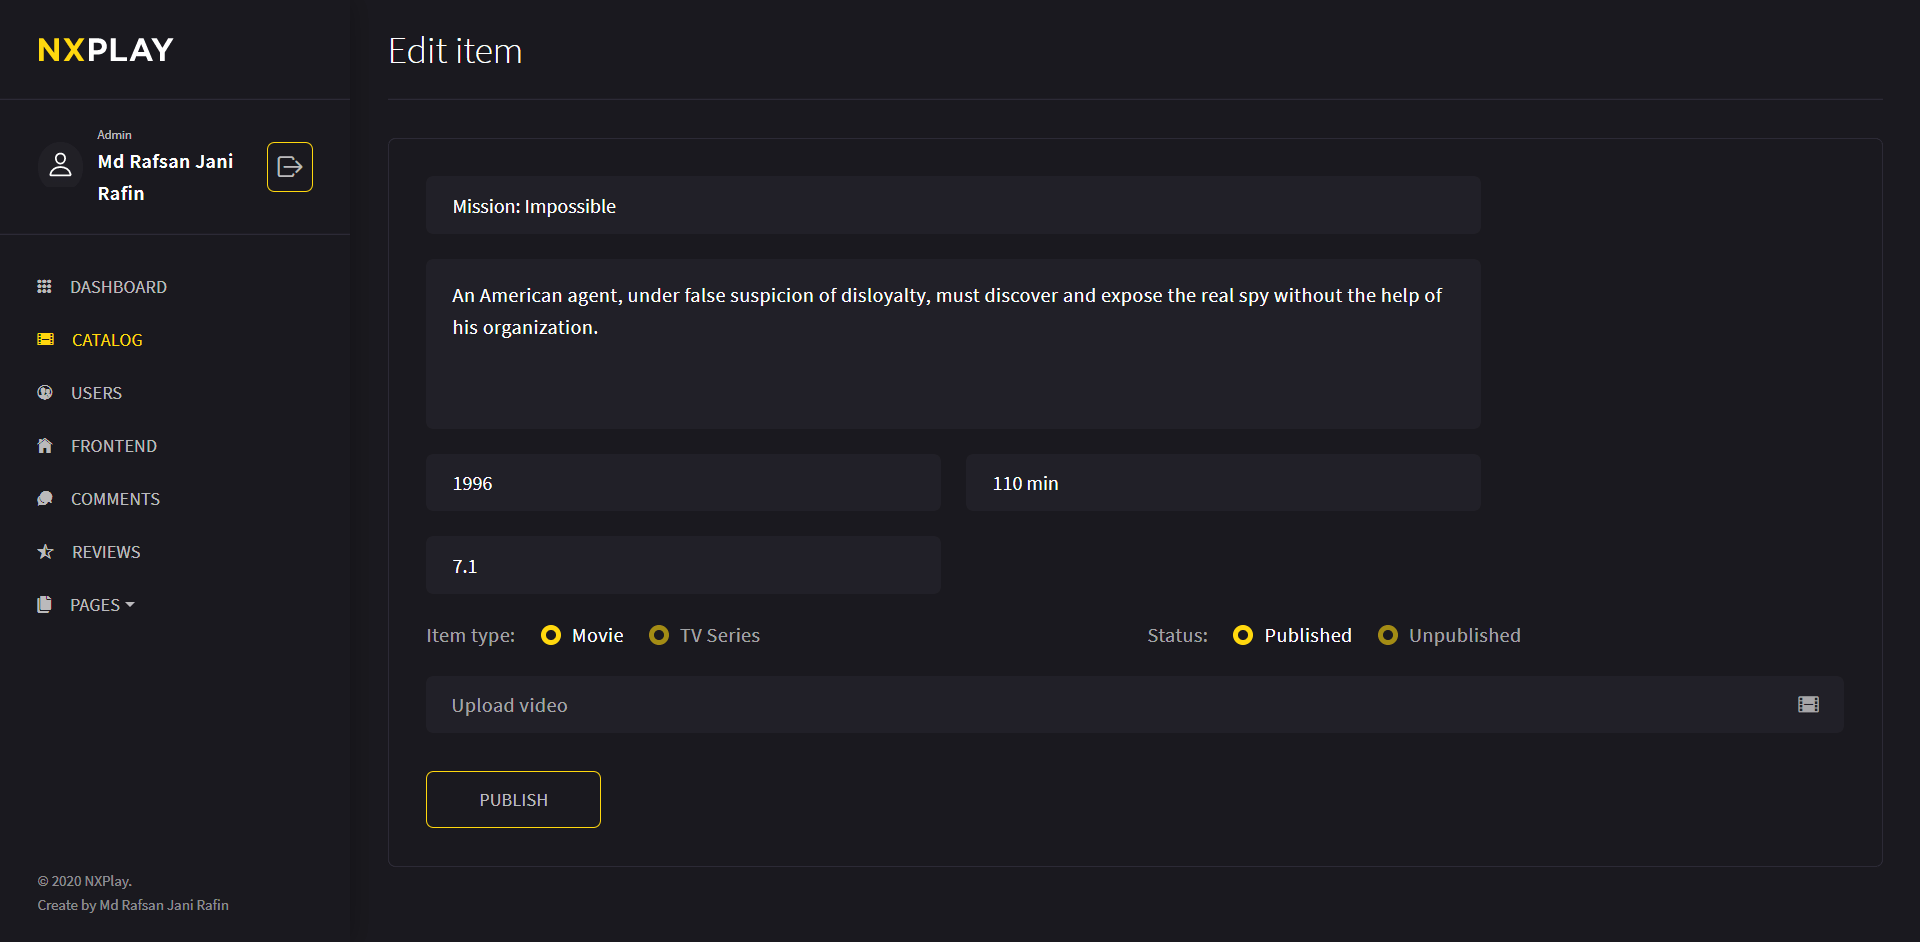 NXPLAY
Admin
Md Rafsan Jani
Rafin
DASHBOARD
CATALOG
USERS
FRONTEND
COMMENTS
REVIEWS
PAGES
© 2020 NXPlay.
Create by Md Rafsan Jani Rafin
Edit item
Mission: Impossible
An American agent, under false suspicion of disloyalty, must discover and expose the real spy without the help of
his organization.
1996
110 min
7.1
Item type: Movie TV Series
Status: Published Unpublished
Upload video
PUBLISH